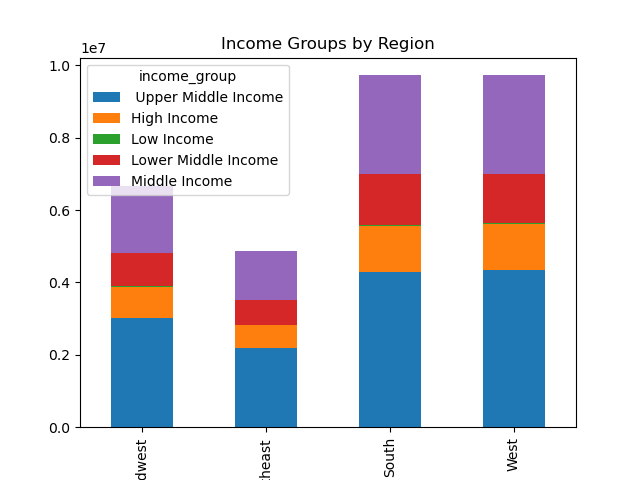 Income Groups by Region
1e7
1.0
0.8
0.6
0.4
0.2
0.0
income_group
Upper Middle Income
High Income
Low Income
Lower Middle Income
Middle Income
dwest
heast
South
West